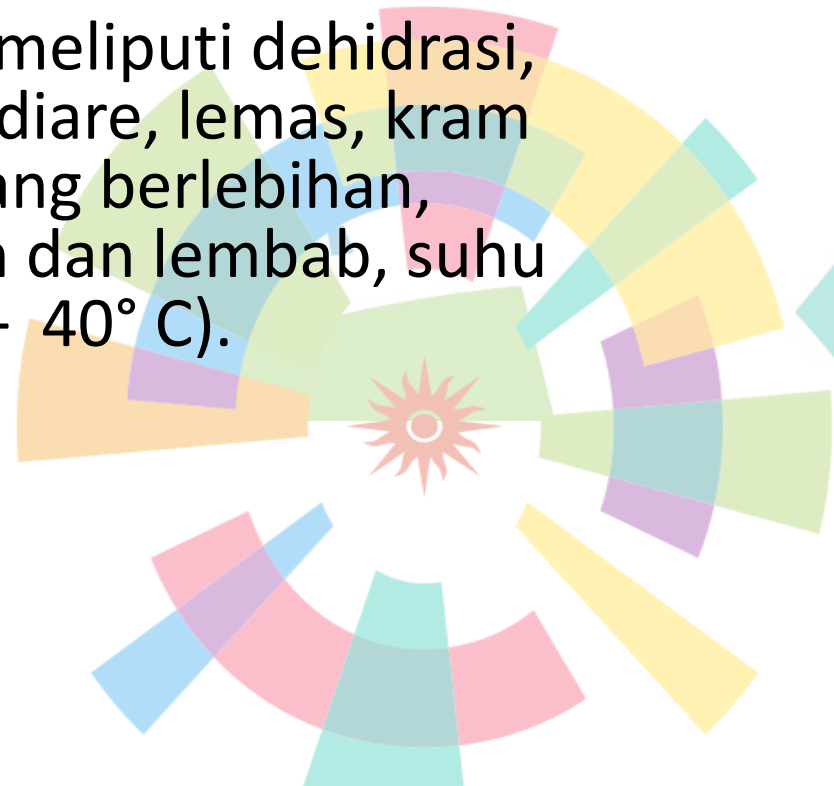 meliputi dehidrasi,
diare, lemas, kram
ang berlebihan,
dan lembab, suhu
- 40° C).